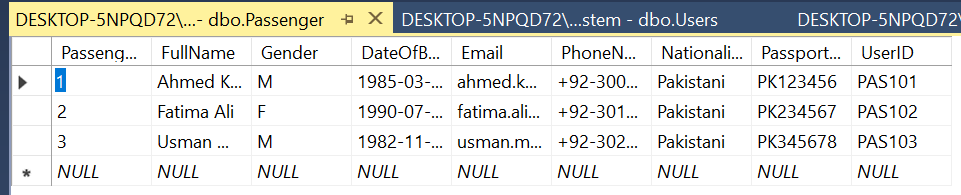 DESKTOP-5NPQD72\...- dbo.Passenger DESKTOP-5NPQD72\...stem - dbo.Users DESKTOP-5NPQD72\
Passeng... FullName Gender DateOfB... Email PhoneN... Nationali... Passport... UserID
1 Ahmed K... M 1985-03-... ahmed.k... +92-300... Pakistani PK123456 PAS101
2 Fatima Ali F 1990-07-... fatima.ali... +92-301... Pakistani PK234567 PAS102
3 Usman ... M 1982-11-... usman.m... +92-302... Pakistani PK345678 PAS103
NULL NULL NULL NULL NULL NULL NULL NULL NULL